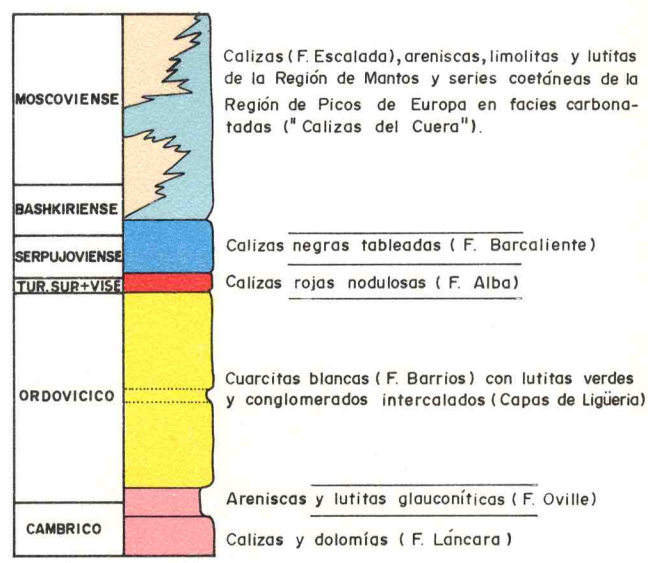 MOSCOVIENSE
Calizas (F. Escalada), areniscas, limolitas y lutitas
de la Región de Mantos y series coetáneas de la
Región de Picos de Europa en facies carbona-
tadas ("Calizas del Cuera").
BASHKIRIENSE
SERPUJOVIENSE
Calizas negras tableadas (F. Barcaliente)
TUR. SUR+VISE
Calizas rojas nodulosas (F. Alba)
ORDOVICICO
Cuarcitas blancas (F. Barrios) con lutitas verdes
y conglomerados intercalados (Capas de Ligüeria)
Areniscas y lutitas glauconíticas (F. Oville)
CAMBRICO
Calizas y dolomías (F. Láncara)